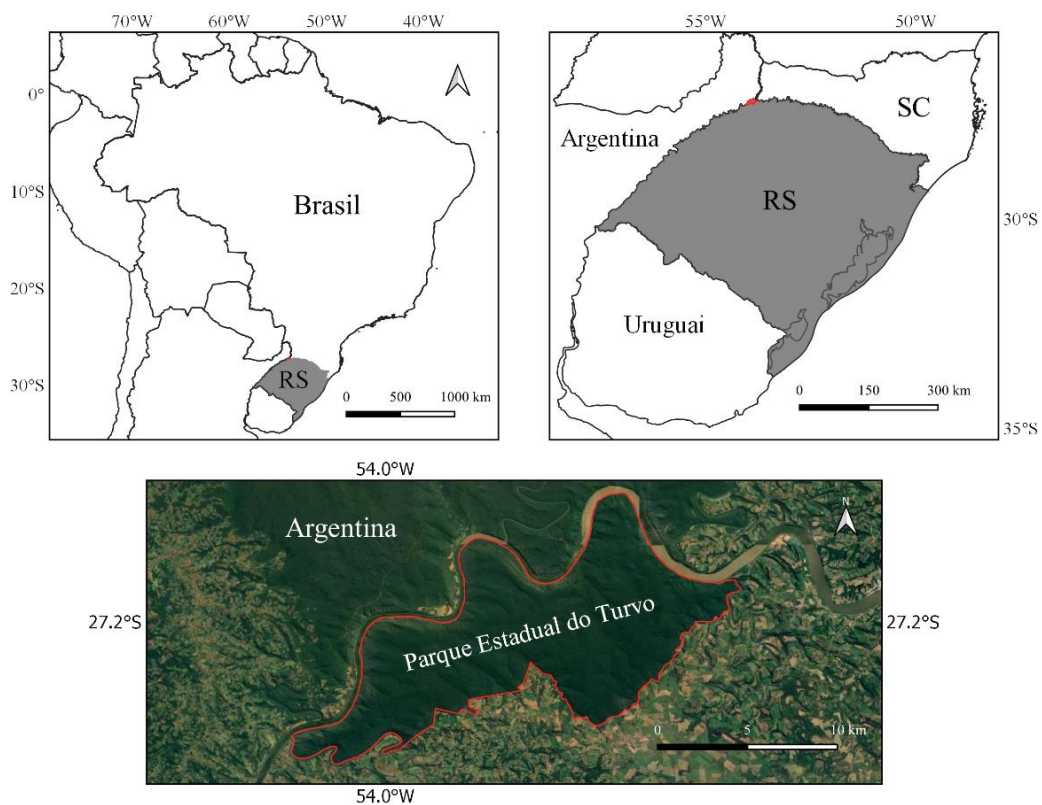 70°W 60°W 50°W 40°W
0°
10°S
20°S
30°S
Brasil
RS
0 500 1000 km
55°W 50°W
30°S
35°S
SC
Argentina
RS
Uruguai
0 150 300 km
54.0°W
27.2°S
27.2°S
N
Argentina
Parque Estadual do Turvo
0 5 10 km
54.0°W